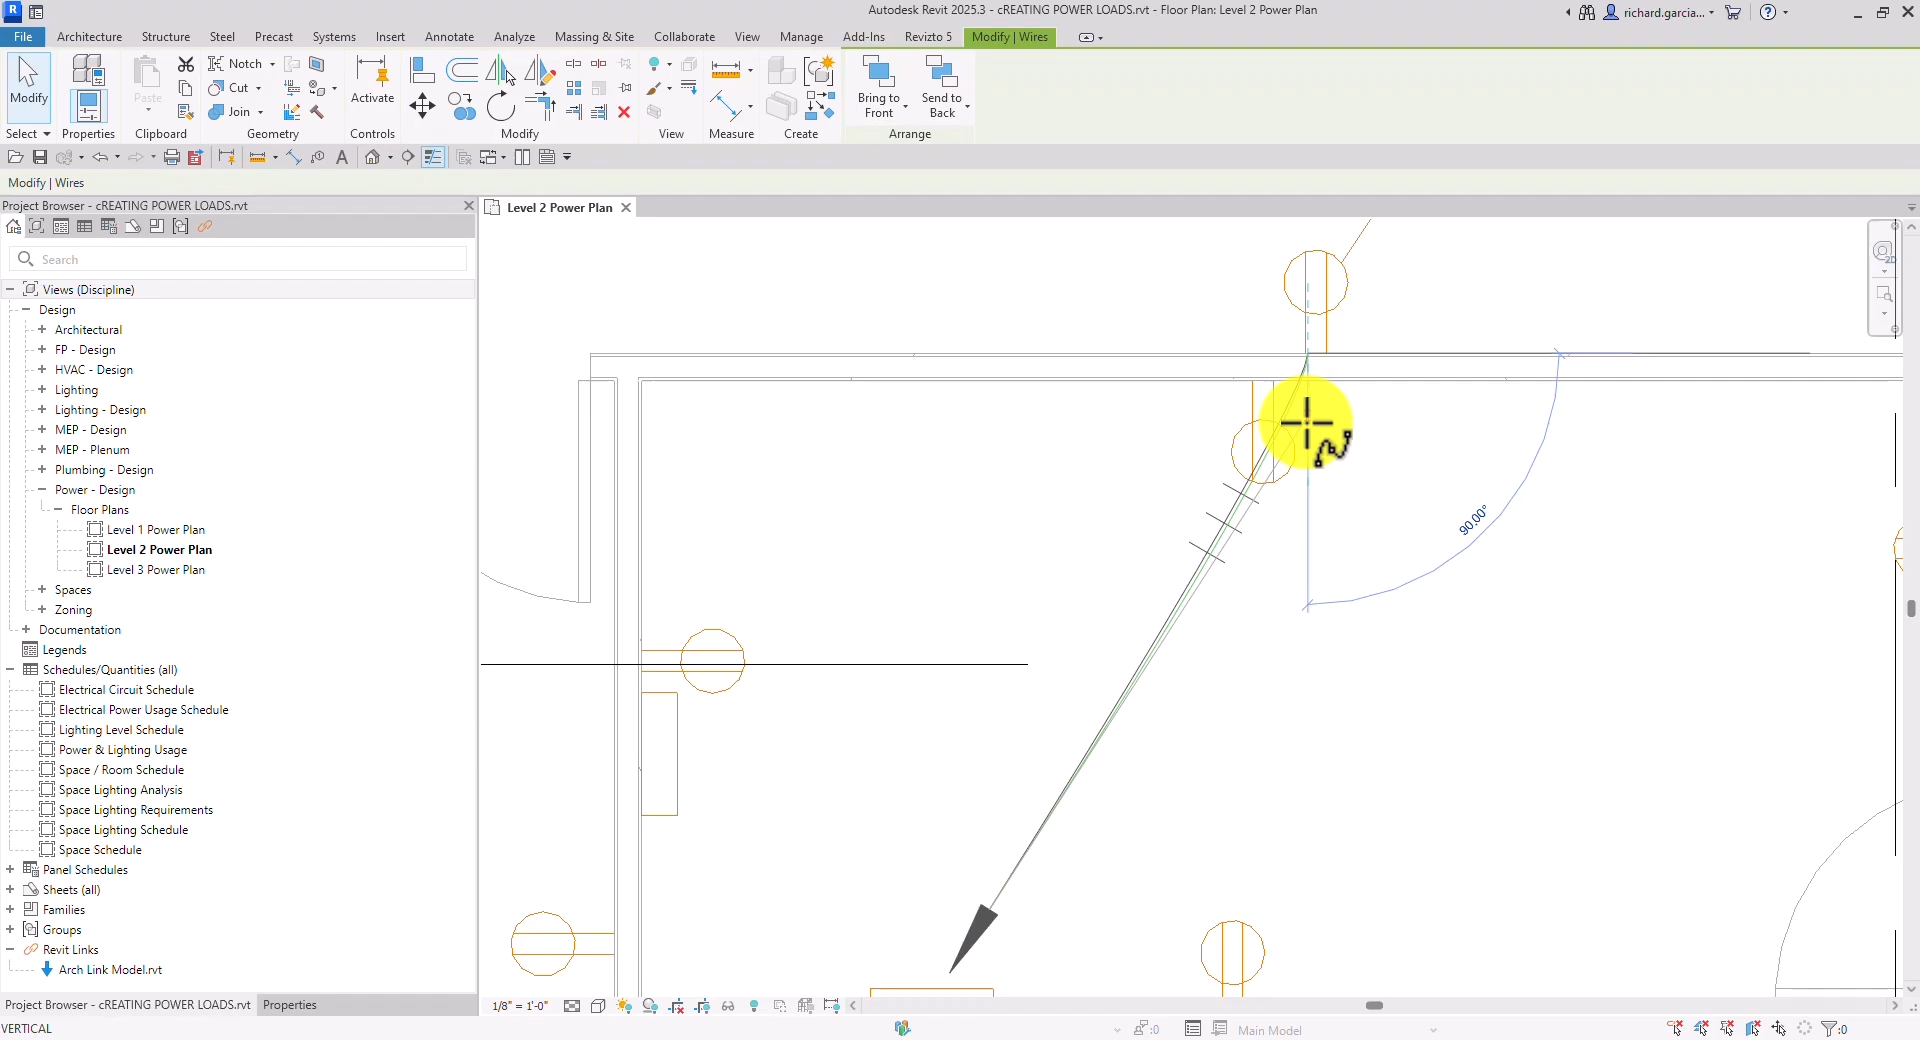 R
Autodesk Revit 2025.3 - cREATING POWER LOADS.rvt - Floor Plan: Level 2 Power Plan
richard.garcia...
File Architecture Structure Steel Precast Systems Insert Annotate Analyze Massing & Site Collaborate View Manage Add-Ins Revizto 5 Modify | Wires
Modify
Paste
Notch
Cut
Join
Activate
Bring to Front
Send to Back
Select Properties Clipboard Geometry Controls Modify View Measure Create Arrange
Modify | Wires
Project Browser - cREATING POWER LOADS.rvt
Level 2 Power Plan
Search
Views (Discipline)
Design
Architectural
FP - Design
HVAC - Design
Lighting
Lighting - Design
MEP - Design
MEP - Plenum
Plumbing - Design
Power - Design
Floor Plans
Level 1 Power Plan
Level 2 Power Plan
Level 3 Power Plan
Spaces
Zoning
Documentation
Legends
Schedules/Quantities (all)
Electrical Circuit Schedule
Electrical Power Usage Schedule
Lighting Level Schedule
Power & Lighting Usage
Space / Room Schedule
Space Lighting Analysis
Space Lighting Requirements
Space Lighting Schedule
Space Schedule
Panel Schedules
Sheets (all)
Families
Groups
Revit Links
Arch Link Model.rvt
90.00°
2D
Project Browser - cREATING POWER LOADS.rvt Properties
1/8" = 1'-0"
VERTICAL
:0
Main Model
:0